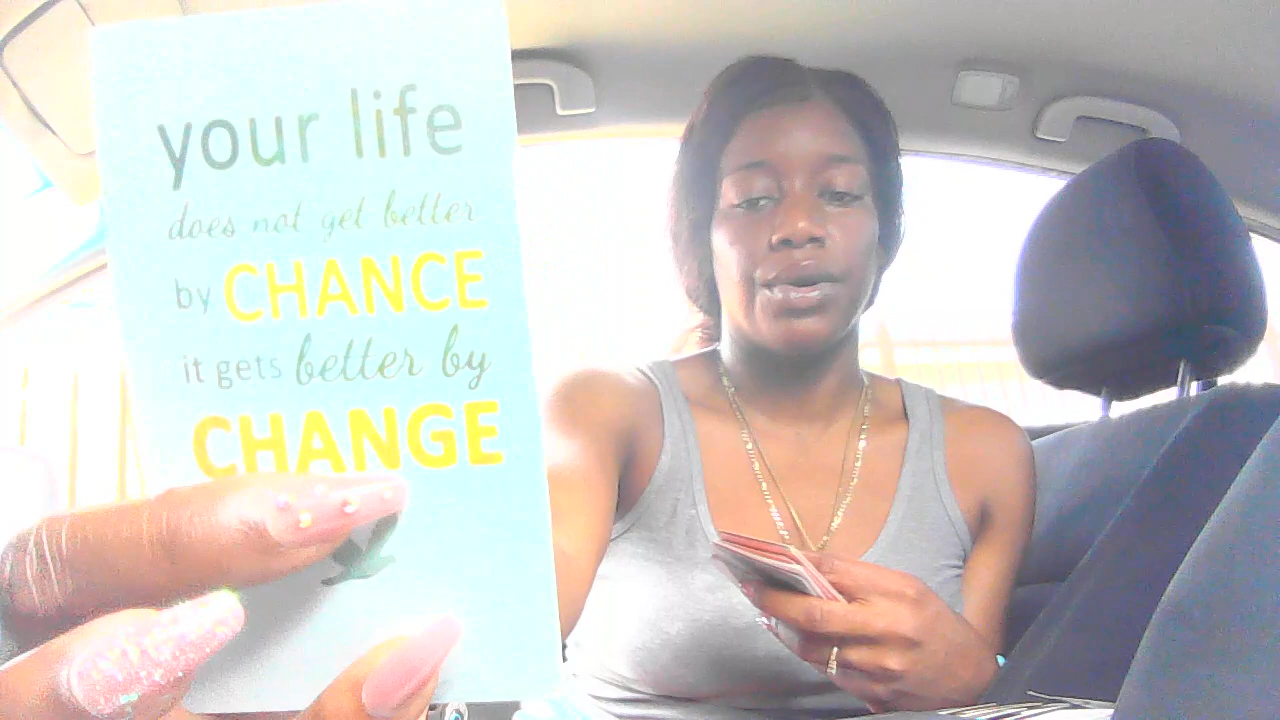 your life
does not get better
by CHANCE
it gets better by
CHANGE